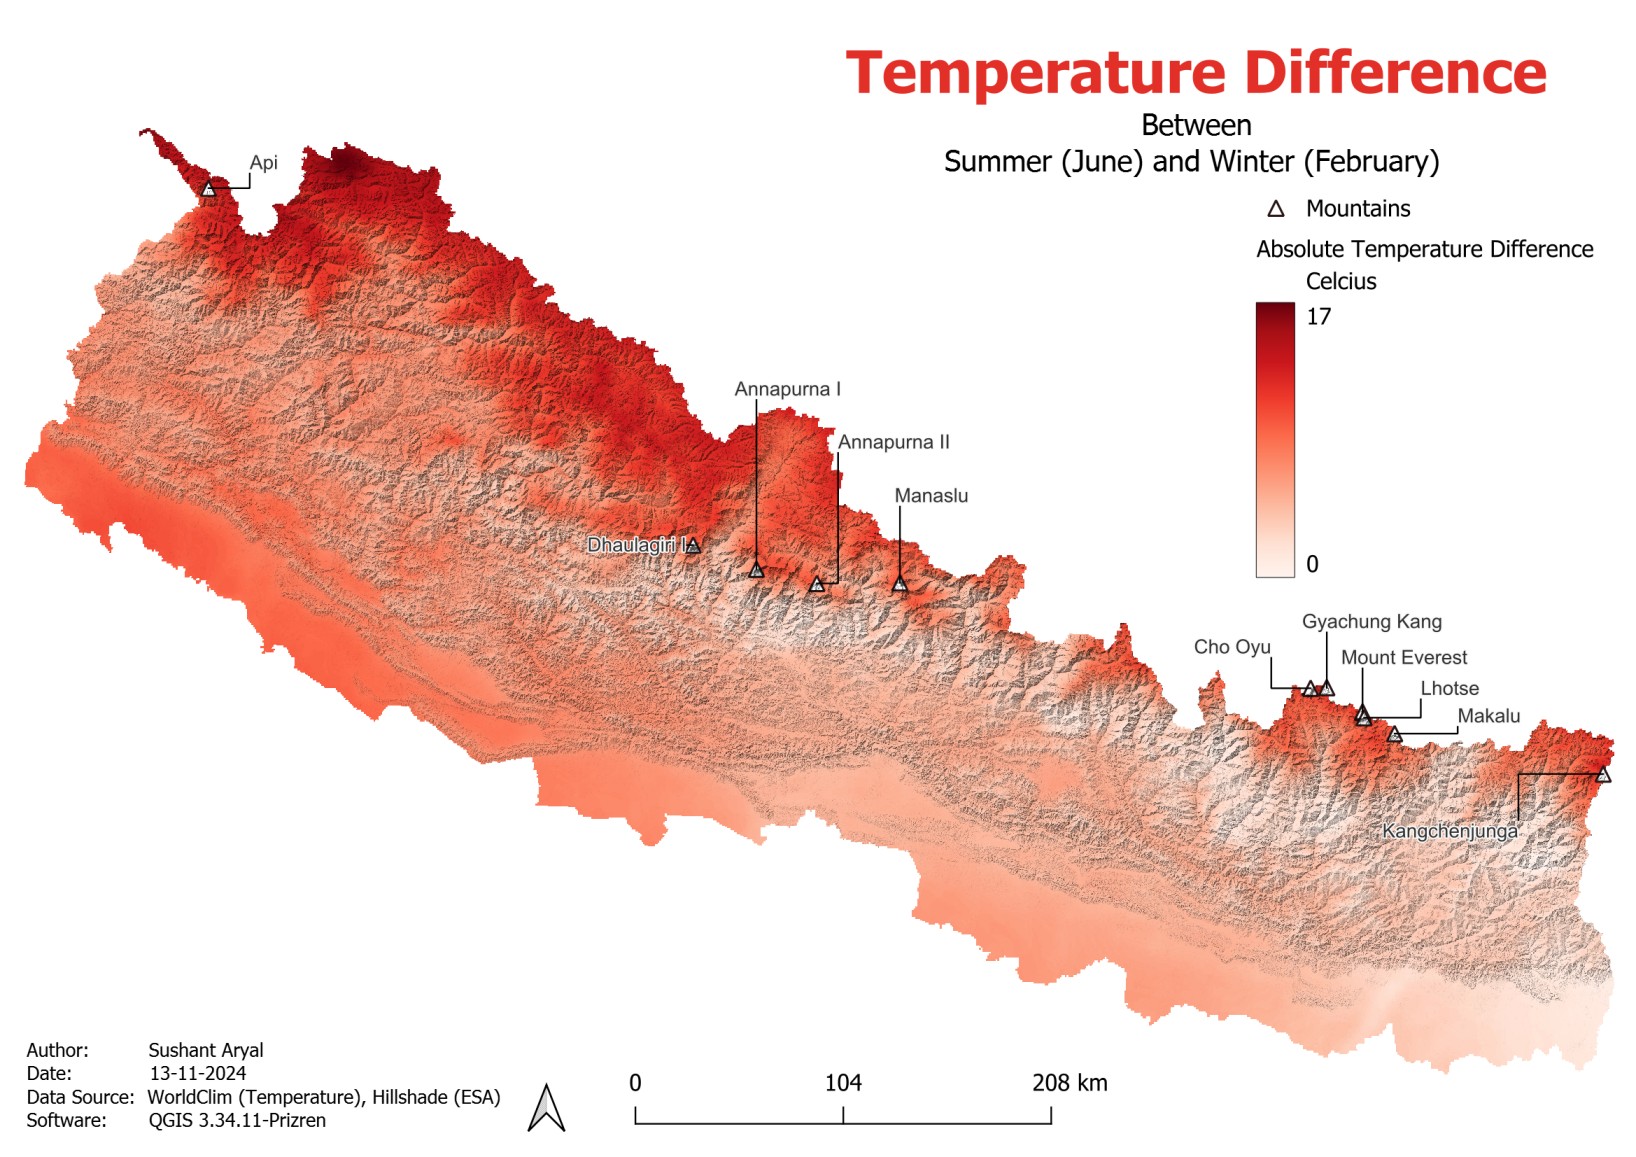 Temperature Difference
Between
Summer (June) and Winter (February)
Mountains
Absolute Temperature Difference
Celcius
17
0
Api
Annapurna I
Annapurna II
Manaslu
Dhaulagiri I
Gyachung Kang
Cho Oyu
Mount Everest
Lhotse
Makalu
Kangchenjunga
Author: Sushant Aryal
Date: 13-11-2024
Data Source: WorldClim (Temperature), Hillshade (ESA)
Software: QGIS 3.34.11-Prizren
0 104 208 km